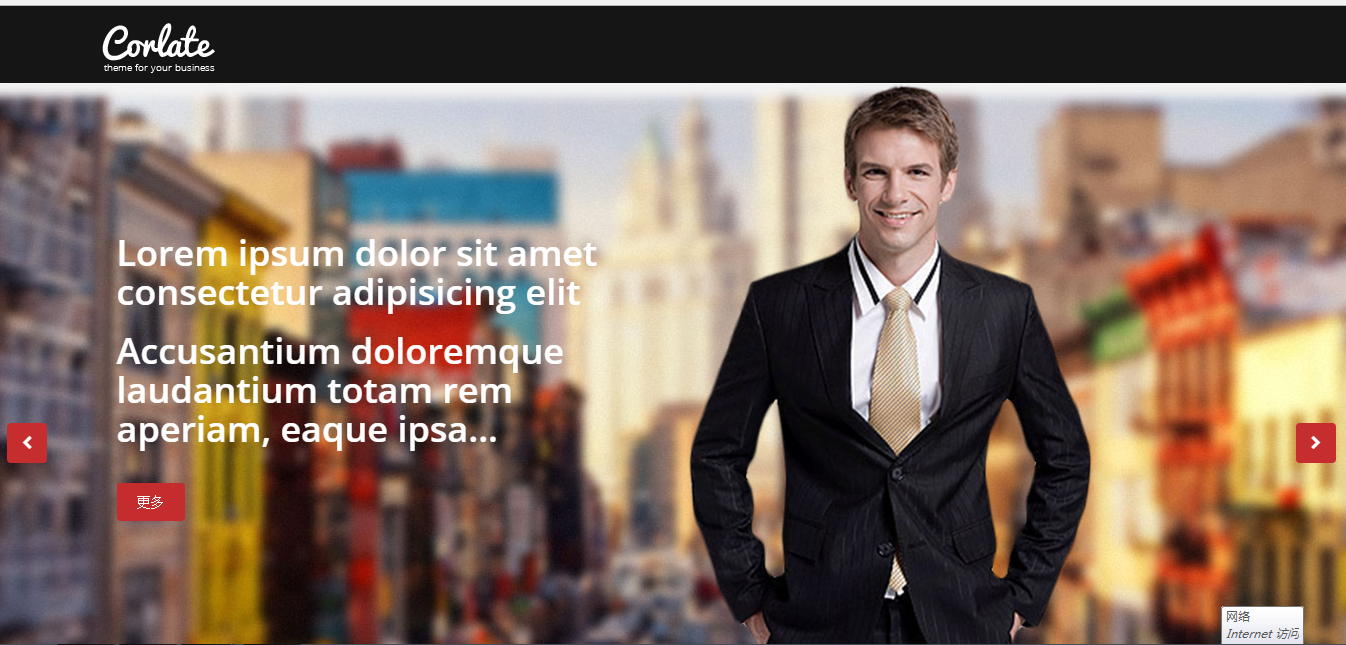 Corlate
theme for your business
Lorem ipsum dolor sit amet
consectetur adipisicing elit
Accusantium doloremque
laudantium totam rem
aperiam, eaque ipsa...
更多
网络
Internet 访问